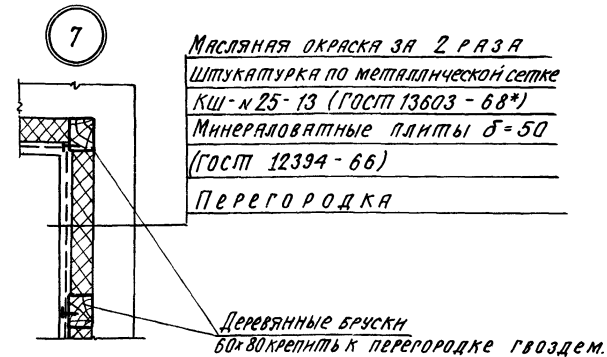 7
Масляная окраска за 2 раза
Штукатурка по металлической сетке
КШ-N25-13 (ГОСТ 13603-68*)
Минераловатные плиты δ=50
(ГОСТ 12394-66)
Перегородка
Деревянные бруски
60х80 крепить к перегородке гвоздем.